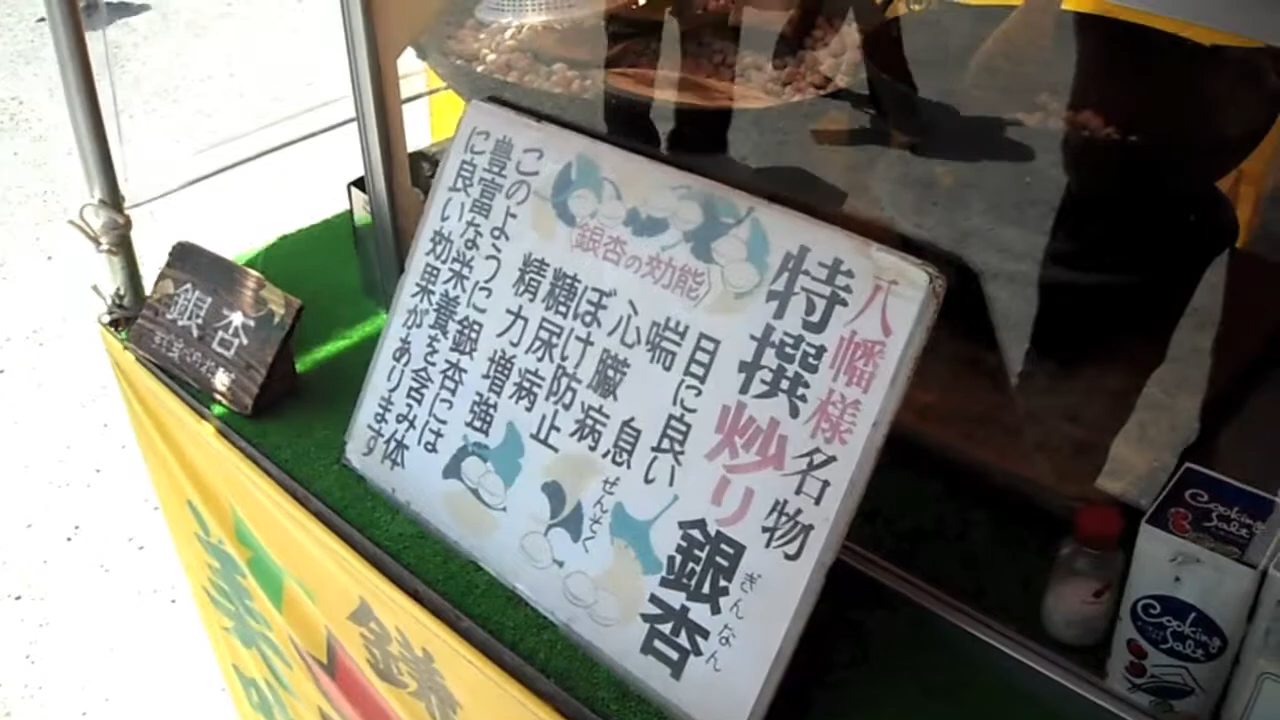 八幡様名物
特撰炒り銀杏
ぎんなん
〈銀杏の効能〉
目に良い
喘息
ぜんそく
心臓病
ぼけ防止
糖尿病
精力増強
このように銀杏には
豊富な栄養を含み体
に良い効果があります
銀杏
Cooking
Salt
Cooking
Salt